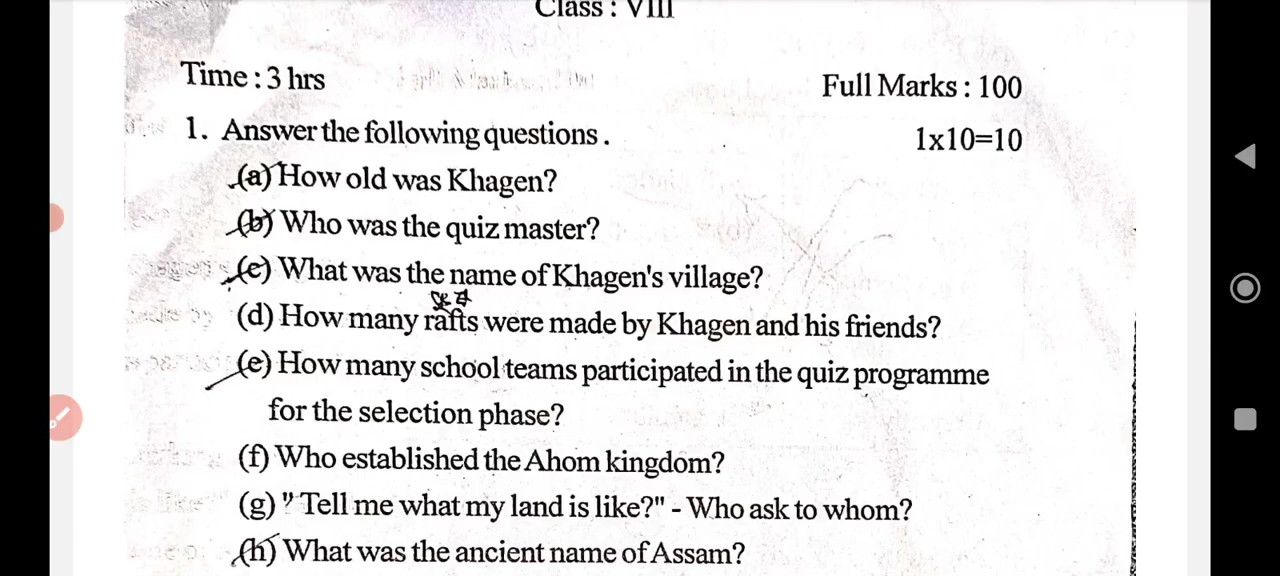 Class : VIII
Time : 3 hrs
Full Marks : 100
1. Answer the following questions .
1x10=10
(a) How old was Khagen?
(b) Who was the quiz master?
(c) What was the name of Khagen's village?
(d) How many rafts were made by Khagen and his friends?
(e) How many school teams participated in the quiz programme
for the selection phase?
(f) Who established the Ahom kingdom?
(g) " Tell me what my land is like?" - Who ask to whom?
(h) What was the ancient name of Assam?